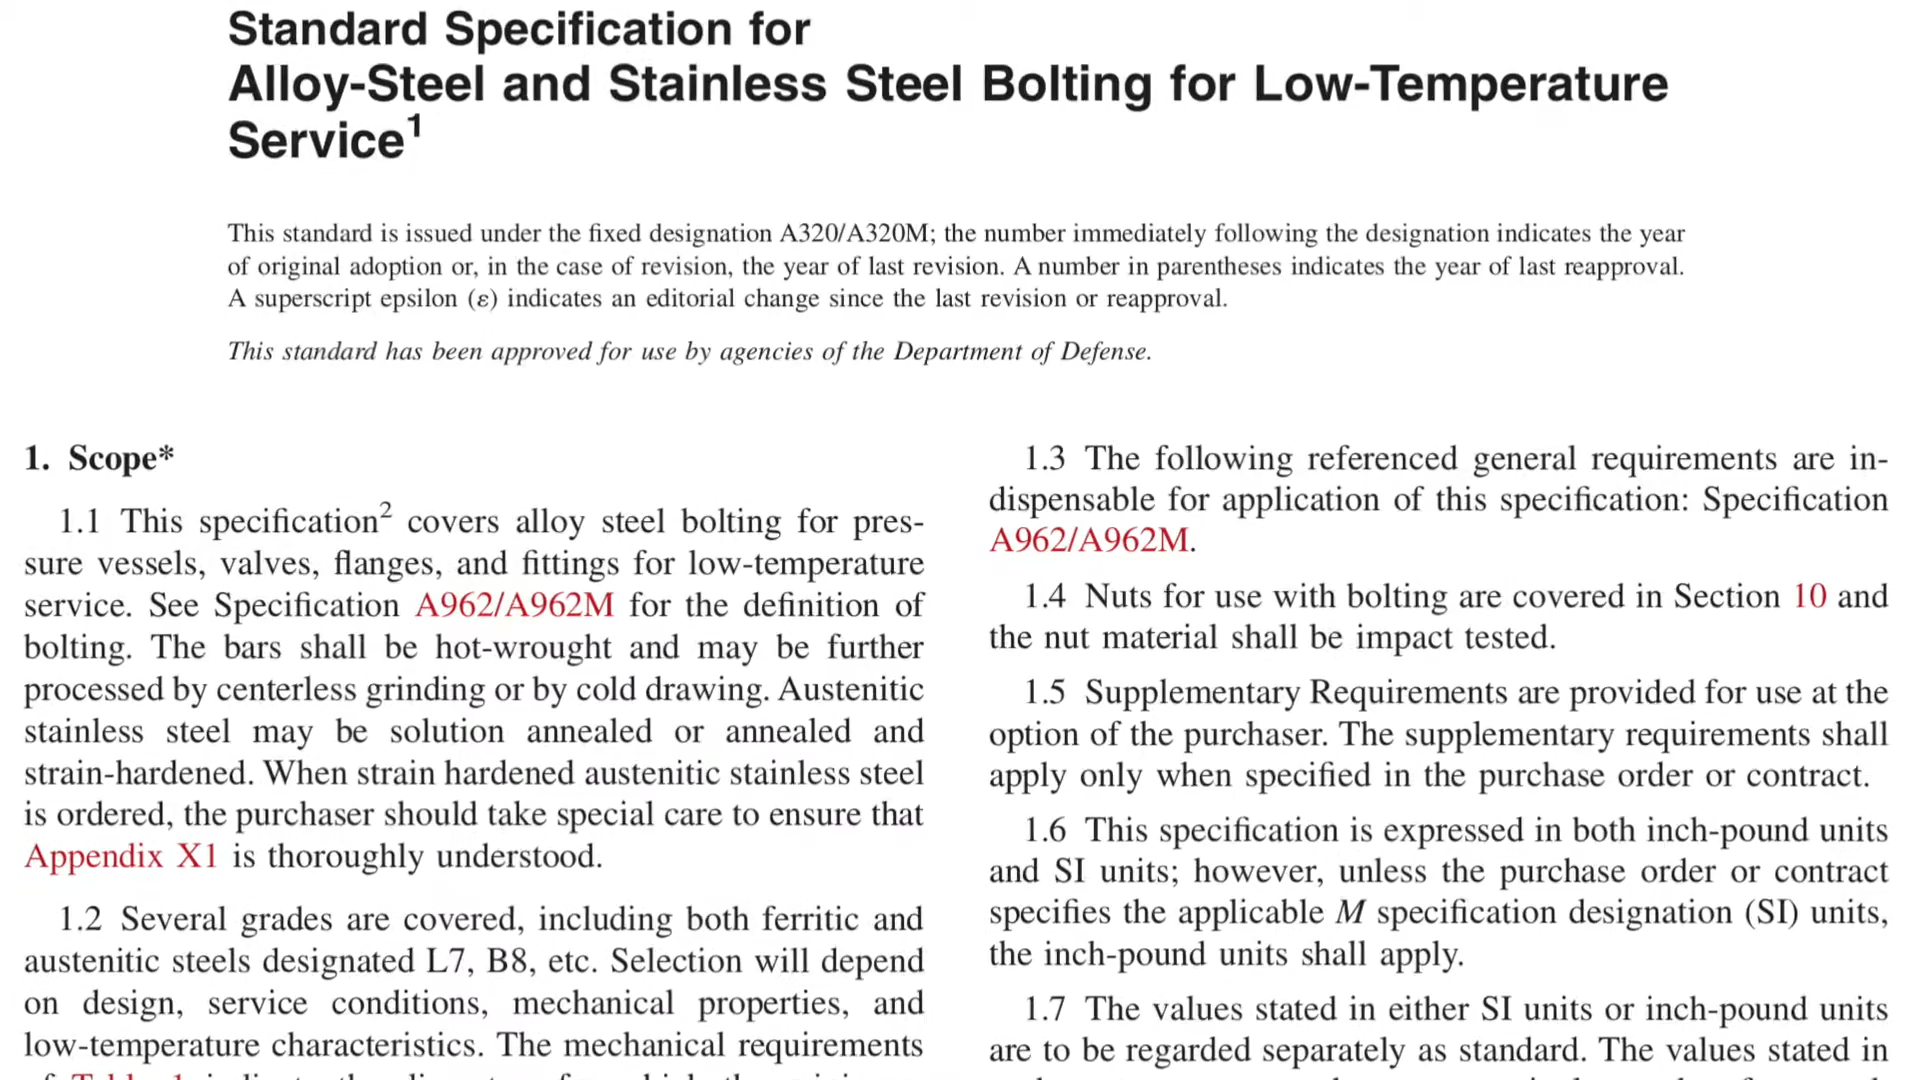 Standard Specification for
Alloy-Steel and Stainless Steel Bolting for Low-Temperature
Service1
This standard is issued under the fixed designation A320/A320M; the number immediately following the designation indicates the year
of original adoption or, in the case of revision, the year of last revision. A number in parentheses indicates the year of last reapproval.
A superscript epsilon (ε) indicates an editorial change since the last revision or reapproval.
This standard has been approved for use by agencies of the Department of Defense.
1. Scope*
1.1 This specification2 covers alloy steel bolting for pres-
sure vessels, valves, flanges, and fittings for low-temperature
service. See Specification A962/A962M for the definition of
bolting. The bars shall be hot-wrought and may be further
processed by centerless grinding or by cold drawing. Austenitic
stainless steel may be solution annealed or annealed and
strain-hardened. When strain hardened austenitic stainless steel
is ordered, the purchaser should take special care to ensure that
Appendix X1 is thoroughly understood.
1.2 Several grades are covered, including both ferritic and
austenitic steels designated L7, B8, etc. Selection will depend
on design, service conditions, mechanical properties, and
low-temperature characteristics. The mechanical requirements
1.3 The following referenced general requirements are in-
dispensable for application of this specification: Specification
A962/A962M.
1.4 Nuts for use with bolting are covered in Section 10 and
the nut material shall be impact tested.
1.5 Supplementary Requirements are provided for use at the
option of the purchaser. The supplementary requirements shall
apply only when specified in the purchase order or contract.
1.6 This specification is expressed in both inch-pound units
and SI units; however, unless the purchase order or contract
specifies the applicable M specification designation (SI) units,
the inch-pound units shall apply.
1.7 The values stated in either SI units or inch-pound units
are to be regarded separately as standard. The values stated in